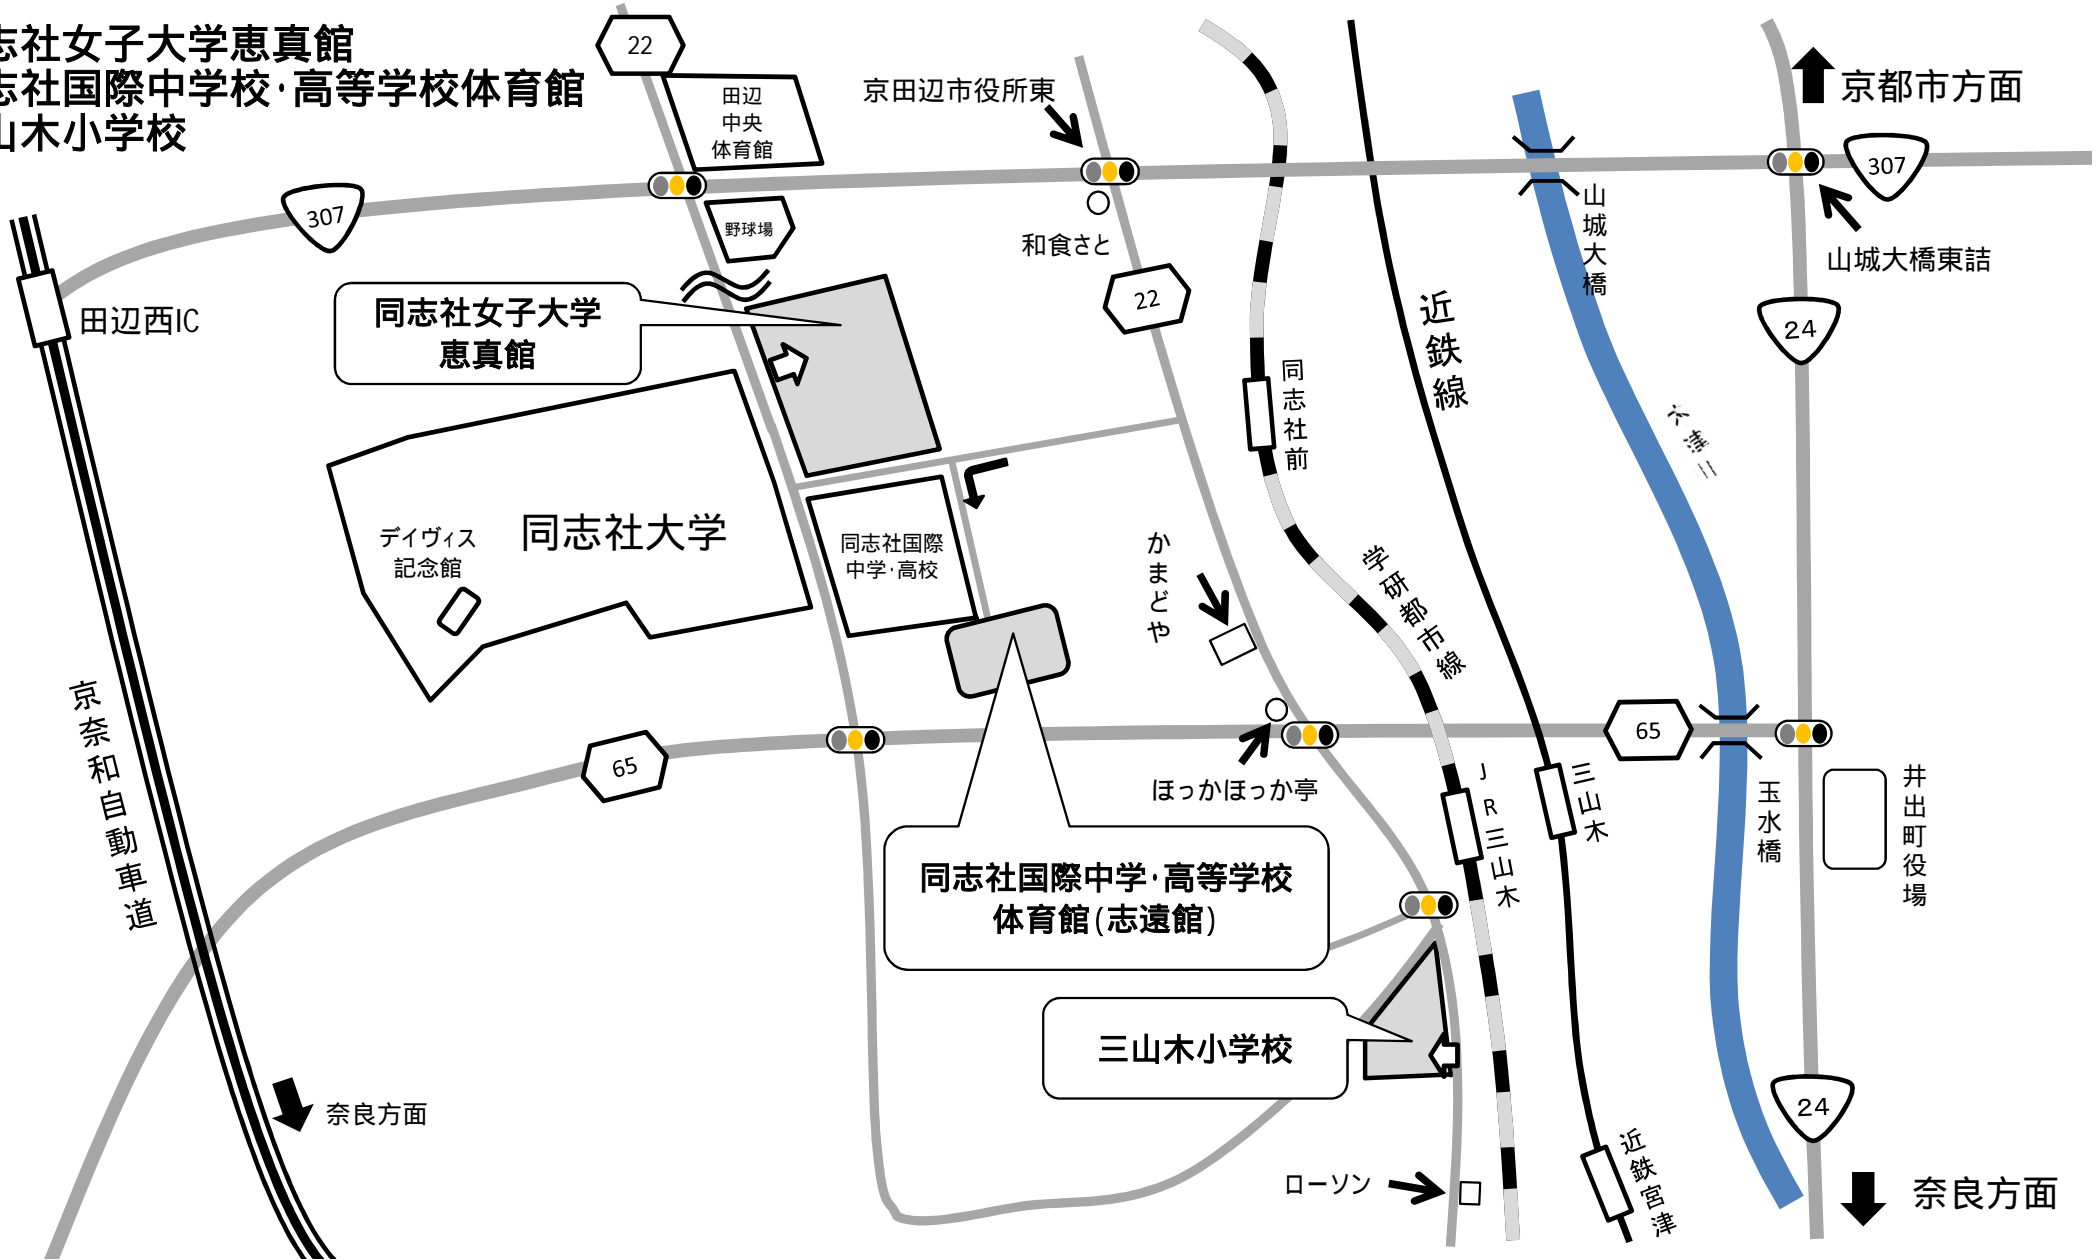 志社女子大学恵真館
志社国際中学校･高等学校体育館
山木小学校
22
田辺
中央
体育館
京田辺市役所東
京都市方面
307
307
野球場
和食さと
山城大橋
山城大橋東詰
田辺西IC
同志社女子大学
恵真館
22
近鉄線
24
同志社前
木津
同志社大学
デイヴィス
記念館
同志社国際
中学･高校
かまどや
学研都市線
京奈和自動車道
65
65
ほっかほっか亭
JR三山木
三山木
玉水橋
井出町役場
同志社国際中学･高等学校
体育館(志遠館)
三山木小学校
奈良方面
24
近鉄宮津
ローソン
奈良方面